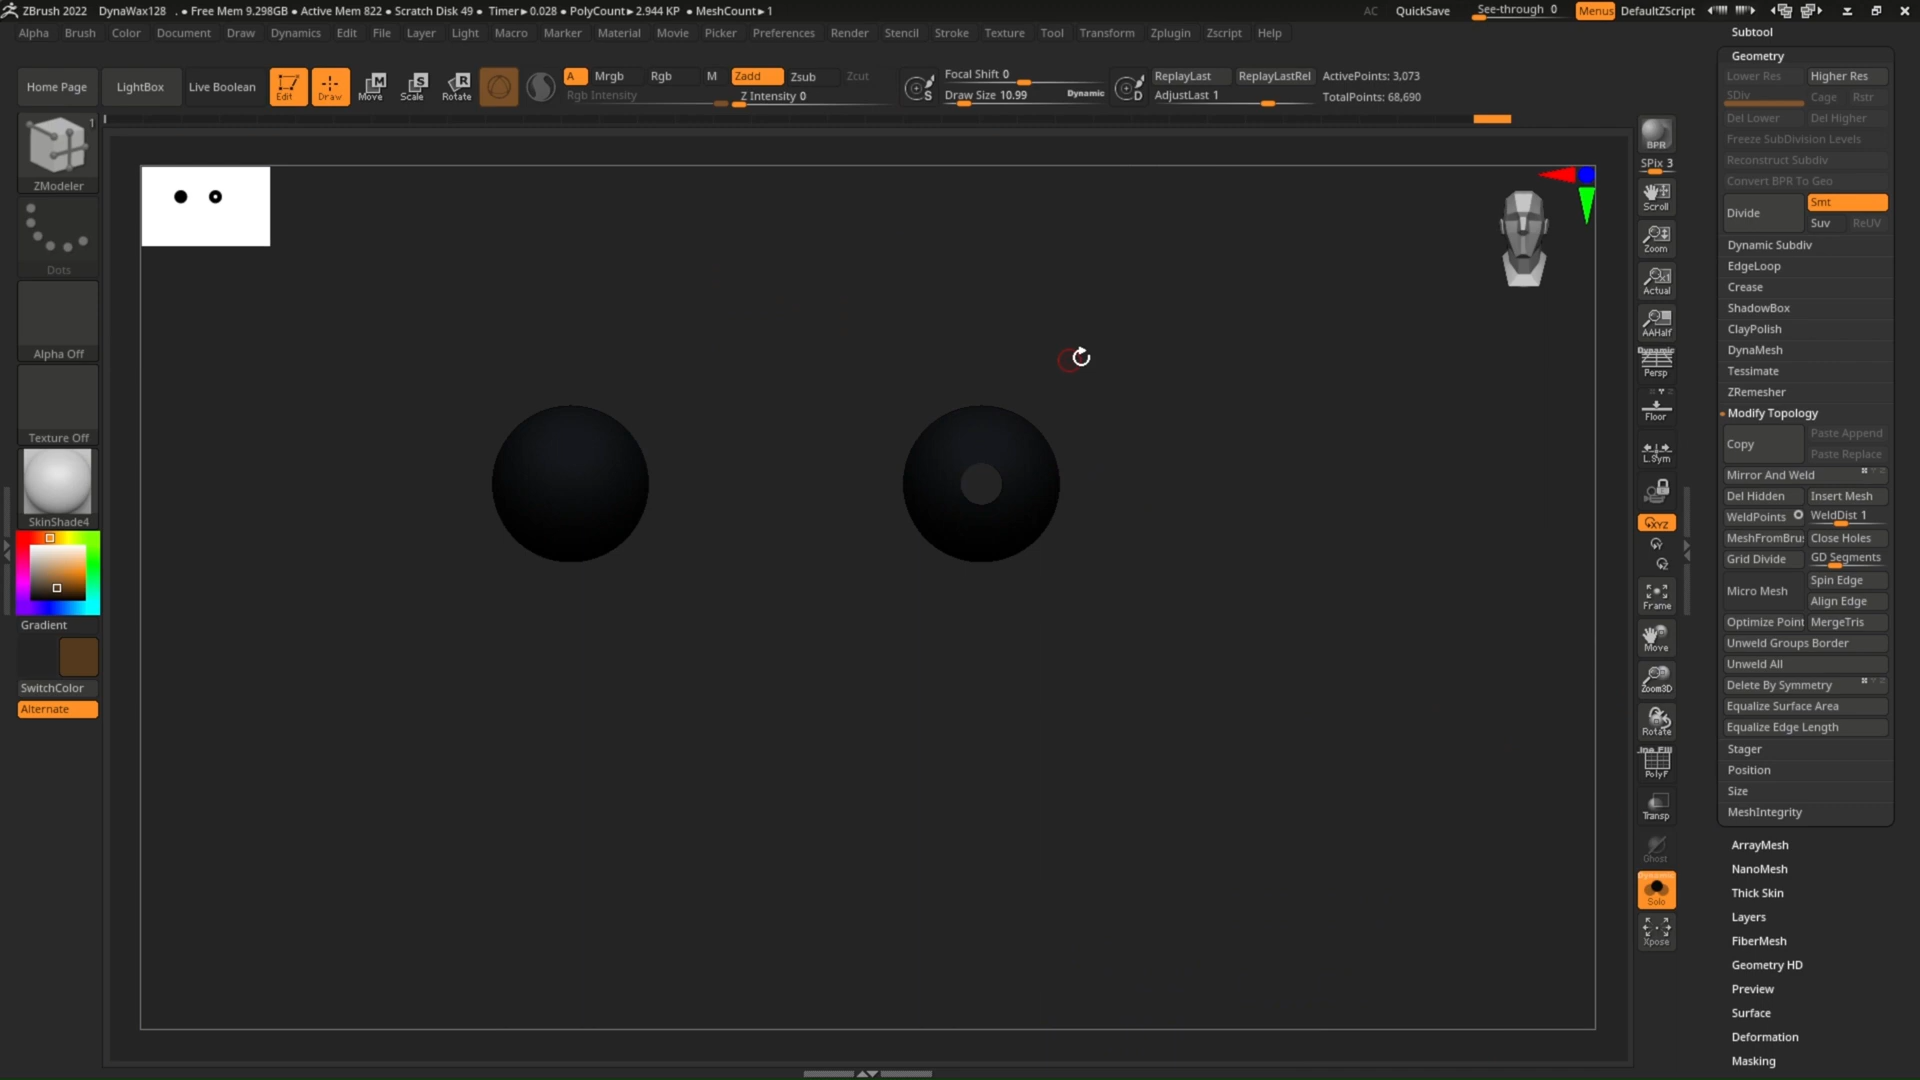 ZBrush 2022 DynaWax128 . • Free Mem 9.298GB • Active Mem 822 • Scratch Disk 49 • Timer▸0.028 • PolyCount▸2.944 KP • MeshCount▸1 AC QuickSave See-through 0 Menus DefaultZScript
Alpha Brush Color Document Draw Dynamics Edit File Layer Light Macro Marker Material Movie Picker Preferences Render Stencil Stroke Texture Tool Transform Zplugin Zscript Help
Home Page LightBox Live Boolean Edit Draw Move Scale Rotate
A Mrgb Rgb M Zadd Zsub Zcut
Rgb Intensity Z Intensity 0
Focal Shift 0
Draw Size 10.99 Dynamic
ReplayLast ReplayLastRel ActivePoints: 3,073
AdjustLast 1 TotalPoints: 68,690
1
ZModeler
Dots
Alpha Off
Texture Off
SkinShade4
Gradient
SwitchColor
Alternate
BPR
SPix 3
Scroll
Zoom
Actual
AAHalf
Dynamic
Persp
Floor
L.Sym
XYZ
Frame
Move
Zoom3D
Rotate
Line Fill
PolyF
Transp
Ghost
Dynamic
Solo
Xpose
Subtool
Geometry
Lower Res Higher Res
SDiv Cage Rstr
Del Lower Del Higher
Freeze SubDivision Levels
Reconstruct Subdiv
Convert BPR To Geo
Divide Smt
Suv ReUV
Dynamic Subdiv
EdgeLoop
Crease
ShadowBox
ClayPolish
DynaMesh
Tessimate
ZRemesher
Modify Topology
Copy Paste Append
Paste Replace
Mirror And Weld
Del Hidden Insert Mesh
WeldPoints WeldDist 1
MeshFromBru Close Holes
Grid Divide GD Segments
Micro Mesh Spin Edge
Align Edge
Optimize Point MergeTris
Unweld Groups Border
Unweld All
Delete By Symmetry
Equalize Surface Area
Equalize Edge Length
Stager
Position
Size
MeshIntegrity
ArrayMesh
NanoMesh
Thick Skin
Layers
FiberMesh
Geometry HD
Preview
Surface
Deformation
Masking